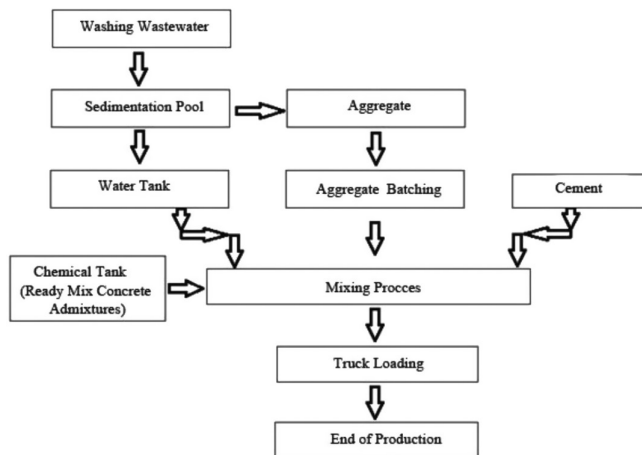 Washing Wastewater
Sedimentation Pool
Aggregate
Water Tank
Aggregate Batching
Cement
Chemical Tank
(Ready Mix Concrete
Admixtures)
Mixing Procces
Truck Loading
End of Production